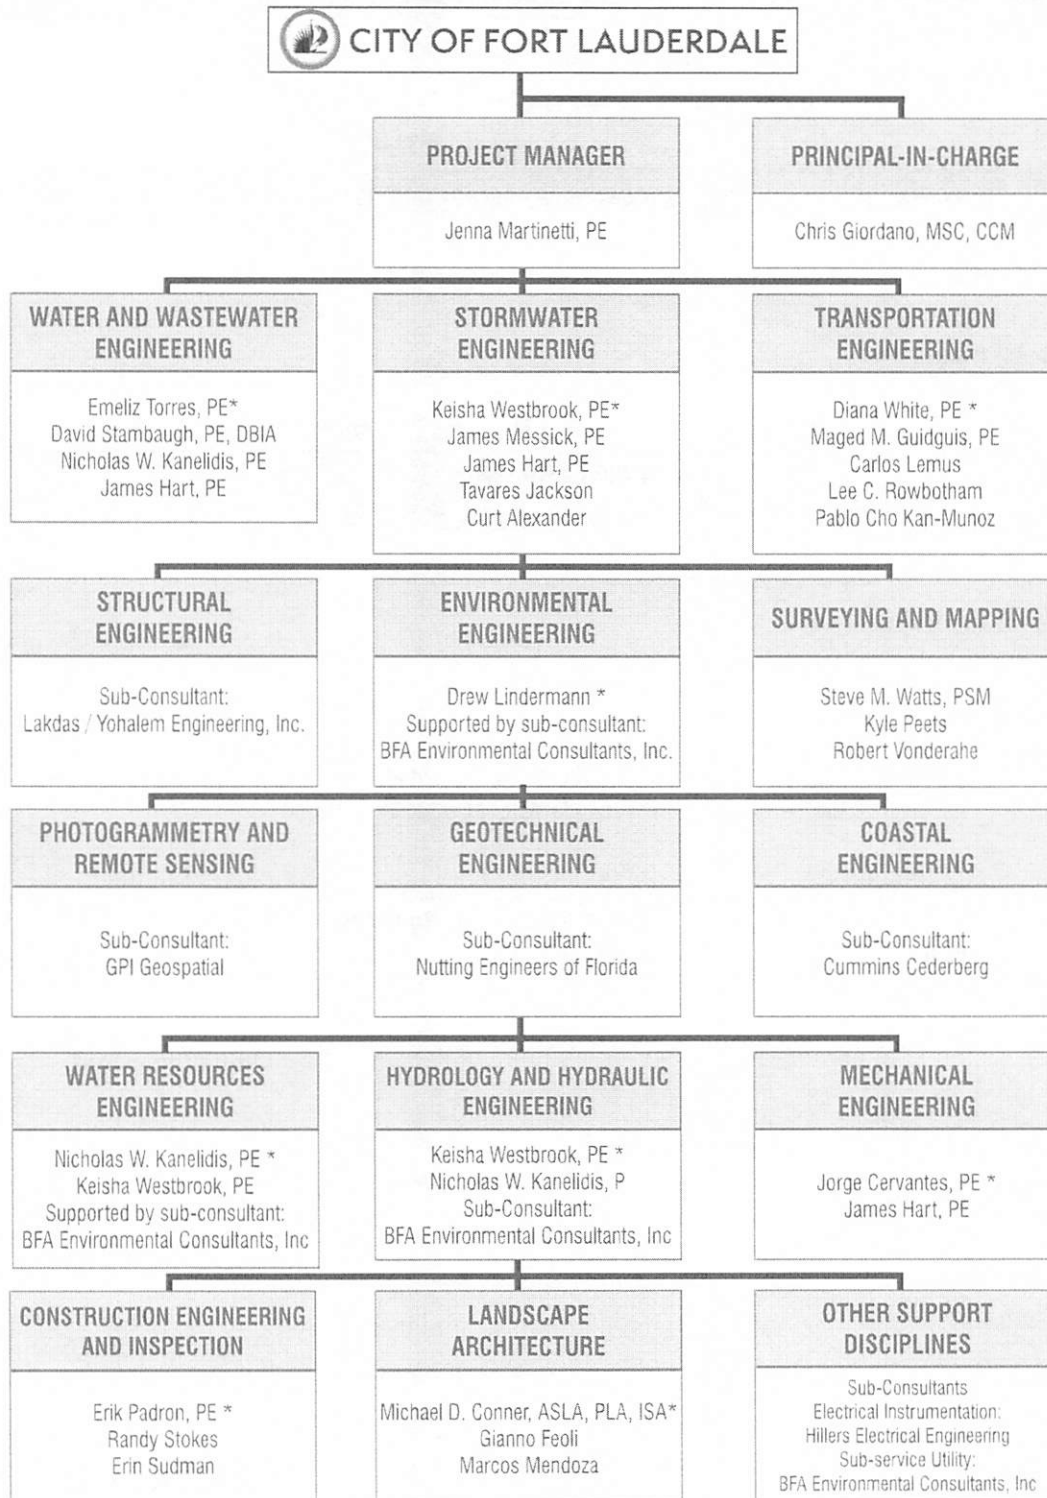 CITY OF FORT LAUDERDALE
PROJECT MANAGER
Jenna Martinetti, PE
PRINCIPAL-IN-CHARGE
Chris Giordano, MSC, CCM
WATER AND WASTEWATER
ENGINEERING
Emeliz Torres, PE*
David Stambaugh, PE, DBIA
Nicholas W. Kanelidis, PE
James Hart, PE
STORMWATER
ENGINEERING
Keisha Westbrook, PE*
James Messick, PE
James Hart, PE
Tavares Jackson
Curt Alexander
TRANSPORTATION
ENGINEERING
Diana White, PE *
Maged M. Guidguis, PE
Carlos Lemus
Lee C. Rowbotham
Pablo Cho Kan-Munoz
STRUCTURAL
ENGINEERING
Sub-Consultant:
Lakdas / Yohalem Engineering, Inc.
ENVIRONMENTAL
ENGINEERING
Drew Lindermann *
Supported by sub-consultant:
BFA Environmental Consultants, Inc.
SURVEYING AND MAPPING
Steve M. Watts, PSM
Kyle Peets
Robert Vonderahe
PHOTOGRAMMETRY AND
REMOTE SENSING
Sub-Consultant:
GPI Geospatial
GEOTECHNICAL
ENGINEERING
Sub-Consultant:
Nutting Engineers of Florida
COASTAL
ENGINEERING
Sub-Consultant:
Cummins Cederberg
WATER RESOURCES
ENGINEERING
Nicholas W. Kanelidis, PE *
Keisha Westbrook, PE
Supported by sub-consultant:
BFA Environmental Consultants, Inc
HYDROLOGY AND HYDRAULIC
ENGINEERING
Keisha Westbrook, PE *
Nicholas W. Kanelidis, P
Sub-Consultant:
BFA Environmental Consultants, Inc
MECHANICAL
ENGINEERING
Jorge Cervantes, PE *
James Hart, PE
CONSTRUCTION ENGINEERING
AND INSPECTION
Erik Padron, PE *
Randy Stokes
Erin Sudman
LANDSCAPE
ARCHITECTURE
Michael D. Conner, ASLA, PLA, ISA*
Gianno Feoli
Marcos Mendoza
OTHER SUPPORT
DISCIPLINES
Sub-Consultants
Electrical Instrumentation:
Hillers Electrical Engineering
Sub-service Utility:
BFA Environmental Consultants, Inc